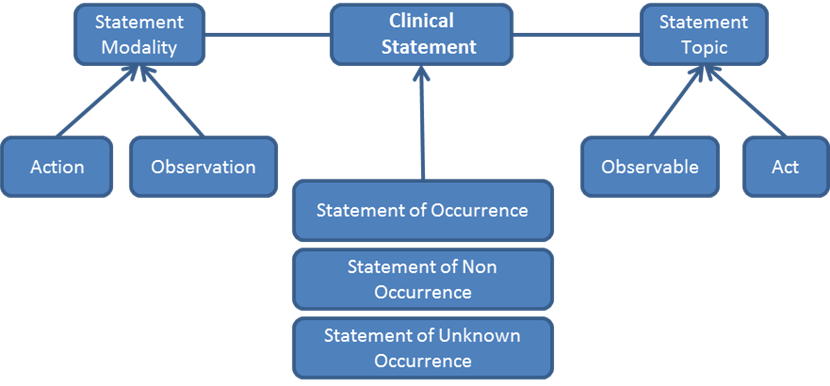 Statement
Modality
Clinical
Statement
Statement
Topic
Action
Observation
Observable
Act
Statement of Occurrence
Statement of Non
Occurrence
Statement of Unknown
Occurrence